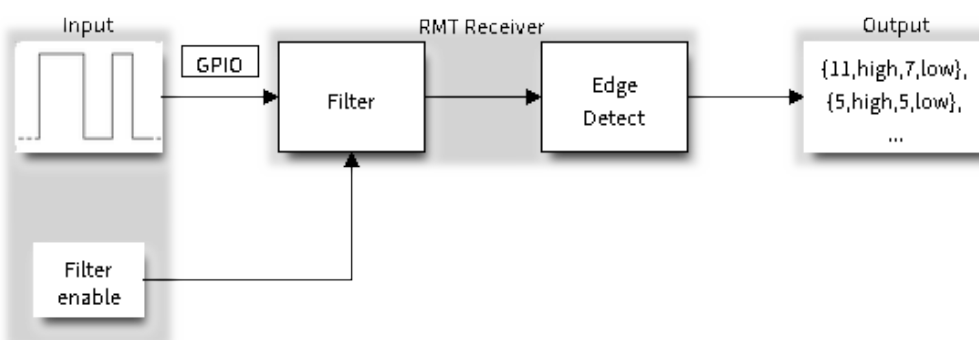 Input
RMT Receiver
Output
GPIO
Filter
Edge
Detect
{11,high,7,low},
{5,high,5,low},
...
Filter
enable